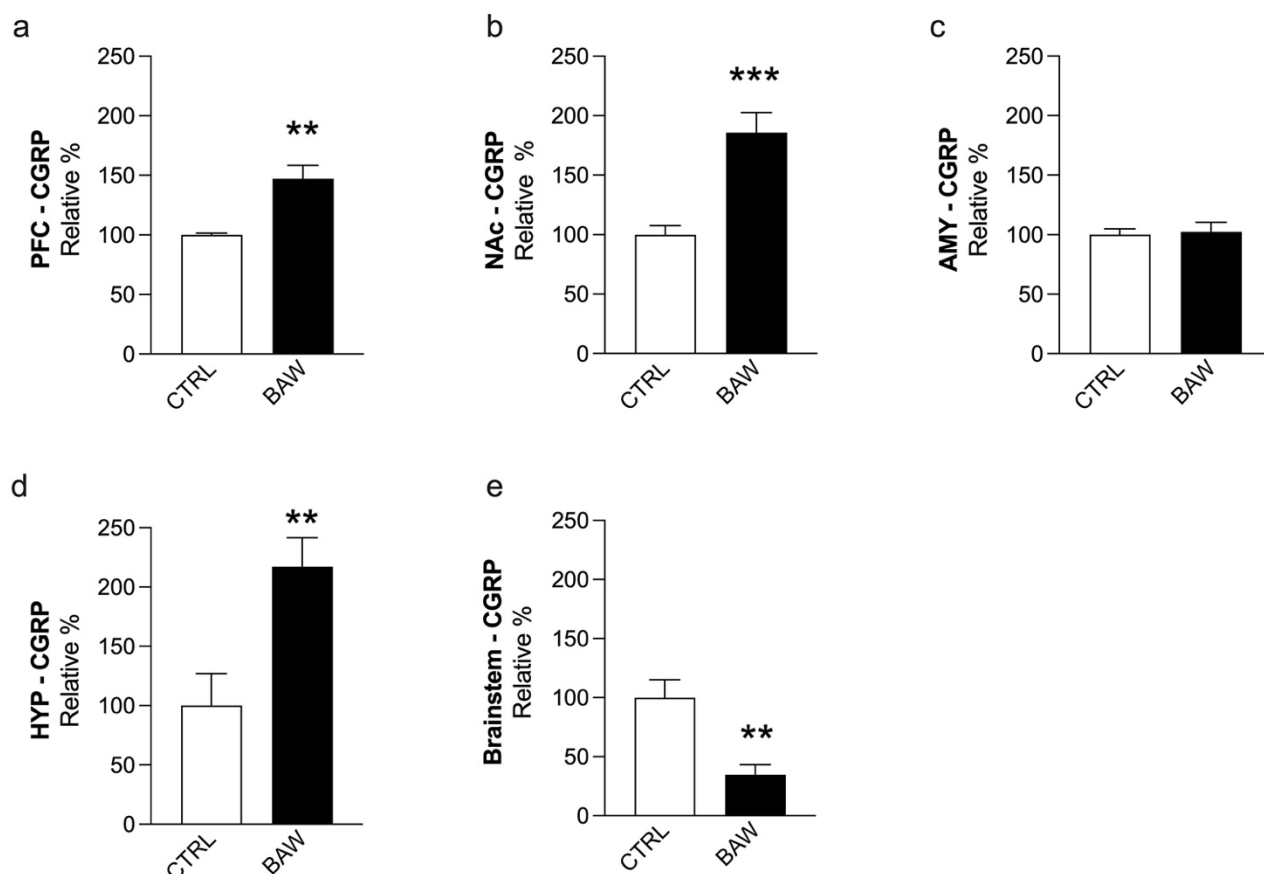 a
PFC - CGRP
Relative %
250
200
150
100
50
0
**
CTRL
BAW
b
NAc - CGRP
Relative %
250
200
150
100
50
0
***
CTRL
BAW
c
AMY - CGRP
Relative %
250
200
150
100
50
0
CTRL
BAW
d
HYP - CGRP
Relative %
250
200
150
100
50
0
**
CTRL
BAW
e
Brainstem - CGRP
Relative %
250
200
150
100
50
0
**
CTRL
BAW